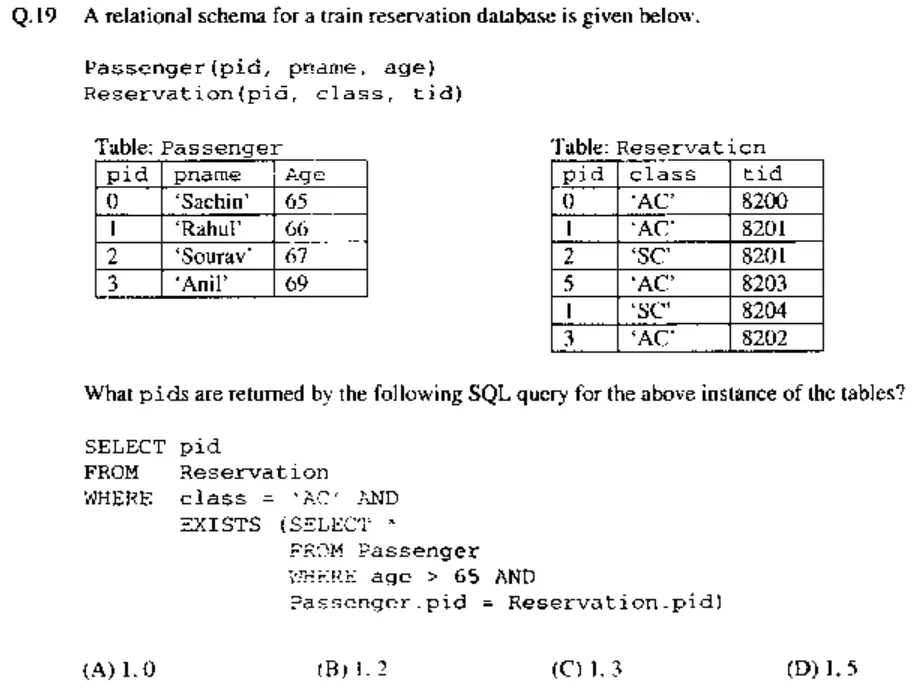 Q.19 A relational schema for a train reservation database is given below.
Passenger(pid, pname, age)
Reservation(pid, class, tid)
Table: Passenger
pid pname Age
0 ‘Sachin’ 65
1 ‘Rahul’ 66
2 ‘Sourav’ 67
3 ‘Anil’ 69
Table: Reservation
pid class tid
0 ‘AC’ 8200
1 ‘AC’ 8201
2 ‘SC’ 8201
5 ‘AC’ 8203
1 ‘SC’ 8204
3 ‘AC’ 8202
What pids are returned by the following SQL query for the above instance of the tables?
SELECT pid
FROM Reservation
WHERE class = ‘AC’ AND
EXISTS (SELECT *
FROM Passenger
WHERE age > 65 AND
Passenger.pid = Reservation.pid)
(A) 1, 0 (B) 1, 2 (C) 1, 3 (D) 1, 5